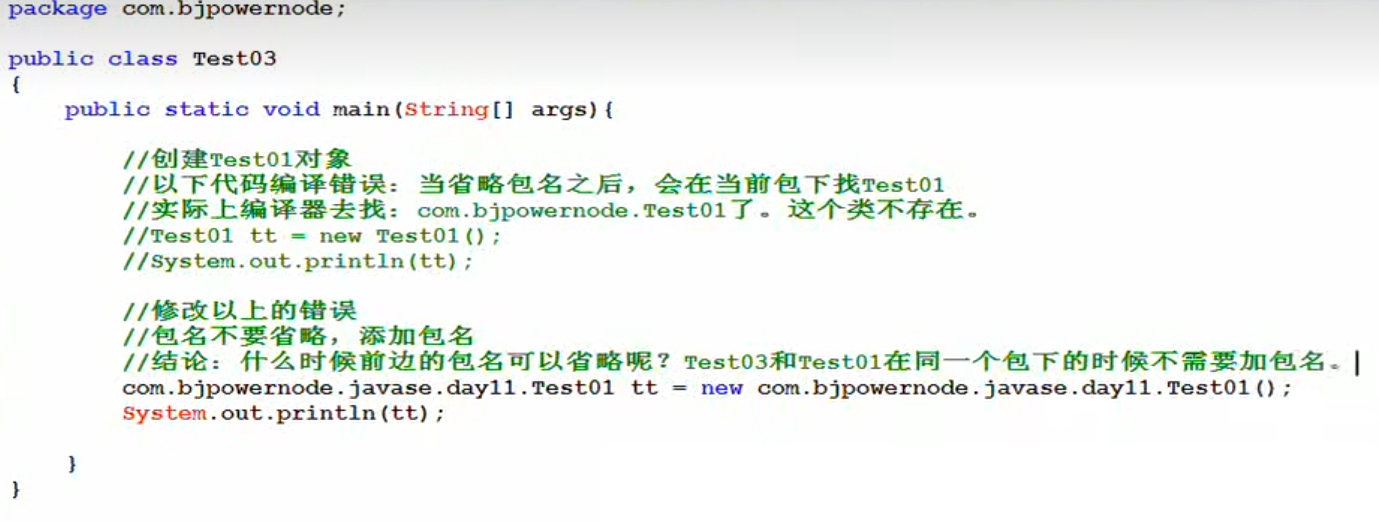 package com.bjpowernode;
public class Test03
{
public static void main(String[] args){
//创建Test01对象
//以下代码编译错误：当省略包名之后，会在当前包下找Test01
//实际上编译器去找：com.bjpowernode.Test01了。这个类不存在。
//Test01 tt = new Test01();
//System.out.println(tt);
//修改以上的错误
//包名不要省略，添加包名
//结论：什么时候前边的包名可以省略呢？Test03和Test01在同一个包下的时候不需要加包名。
com.bjpowernode.javase.day11.Test01 tt = new com.bjpowernode.javase.day11.Test01();
System.out.println(tt);
}
}